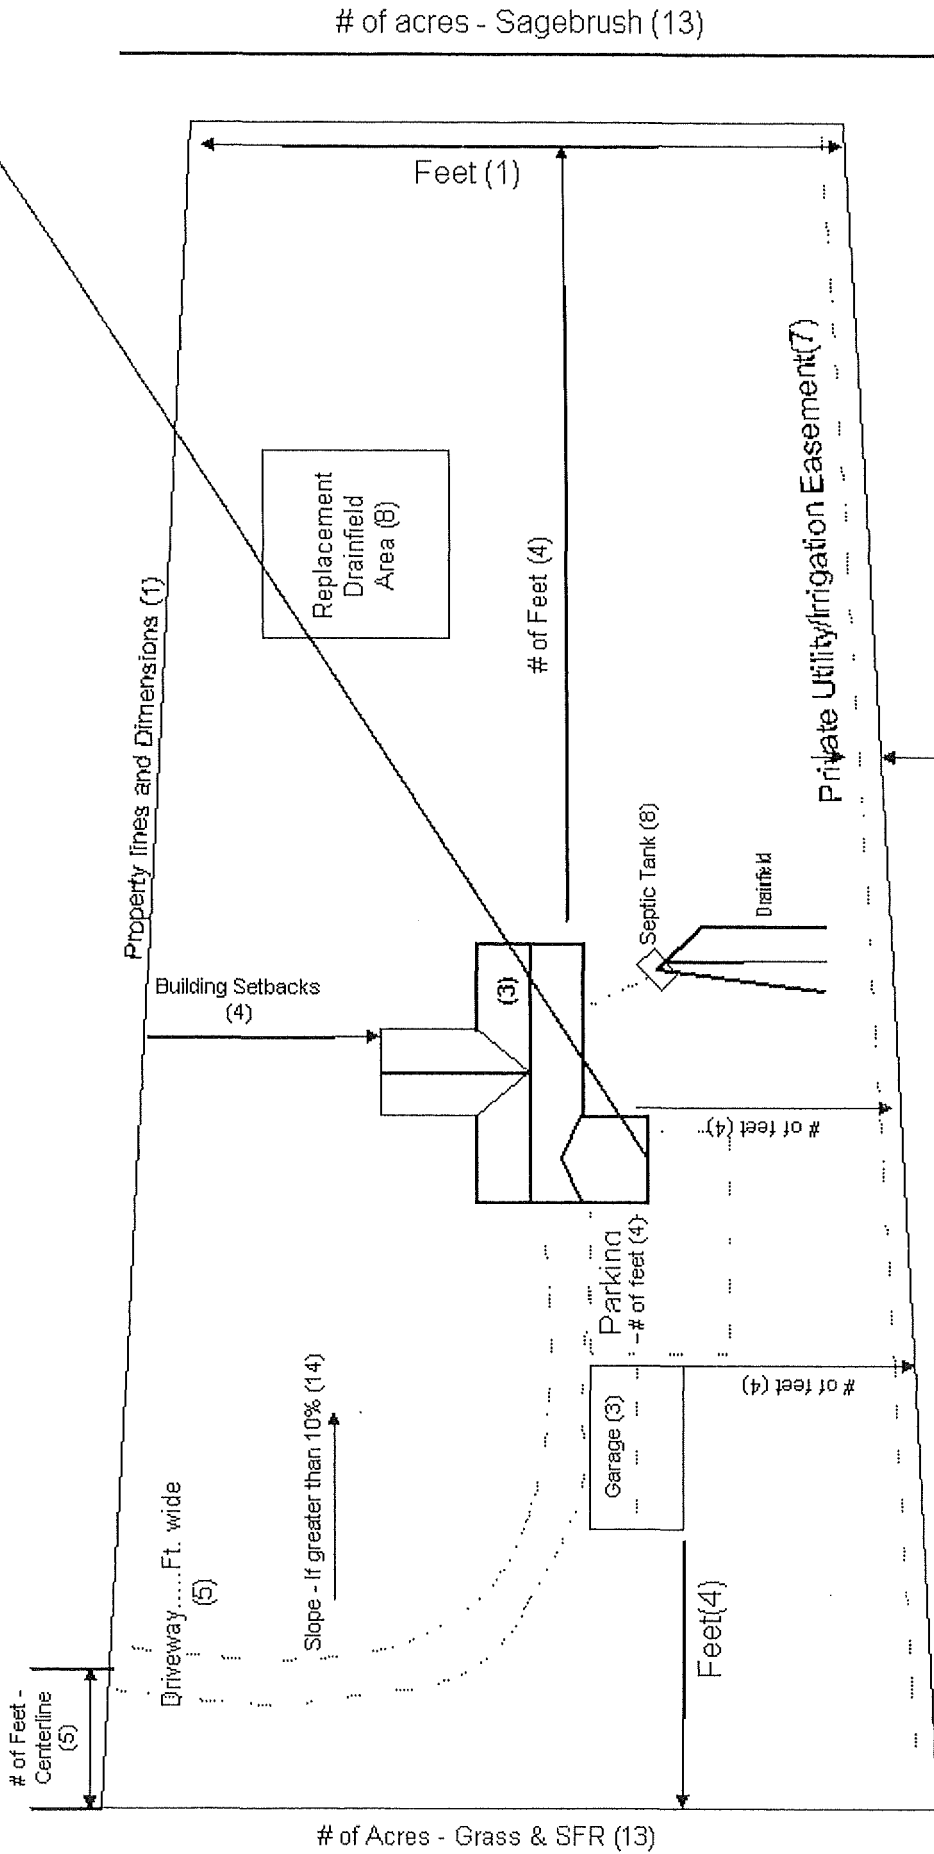 # of acres - Sagebrush (13)
Feet (1)
Private Utility/Irrigation Easement(7)
Replacement
Drainfield
Area (8)
# of Feet (4)
Property lines and Dimensions (1)
Building Setbacks
(4)
(3)
Septic Tank (8)
Drainfield
# of feet (4)
Parking
# of feet (4)
# of feet (4)
Garage (3)
Slope - If greater than 10% (14)
Driveway.....Ft. wide
(5)
# of Feet -
Centerline
(5)
Feet(4)
# of Acres - Grass & SFR (13)